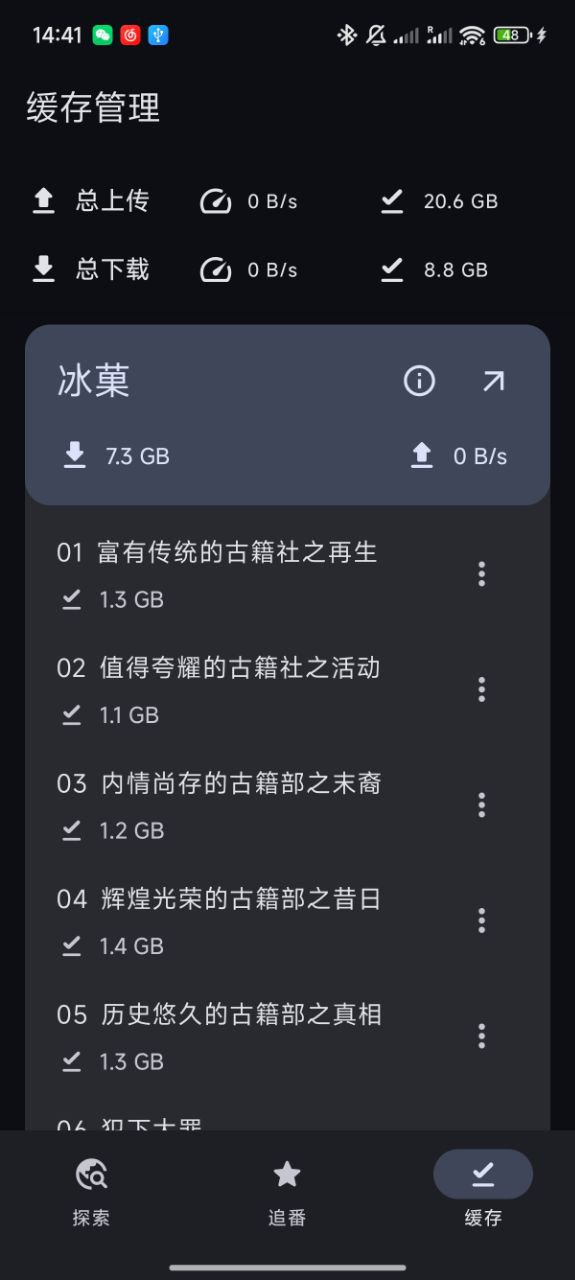 14:41
R
48
缓存管理
总上传 0 B/s 20.6 GB
总下载 0 B/s 8.8 GB
冰菓
7.3 GB 0 B/s
01 富有传统的古籍社之再生
1.3 GB
02 值得夸耀的古籍社之活动
1.1 GB
03 内情尚存的古籍部之末裔
1.2 GB
04 辉煌光荣的古籍部之昔日
1.4 GB
05 历史悠久的古籍部之真相
1.3 GB
06 犯下大罪
探索 追番 缓存